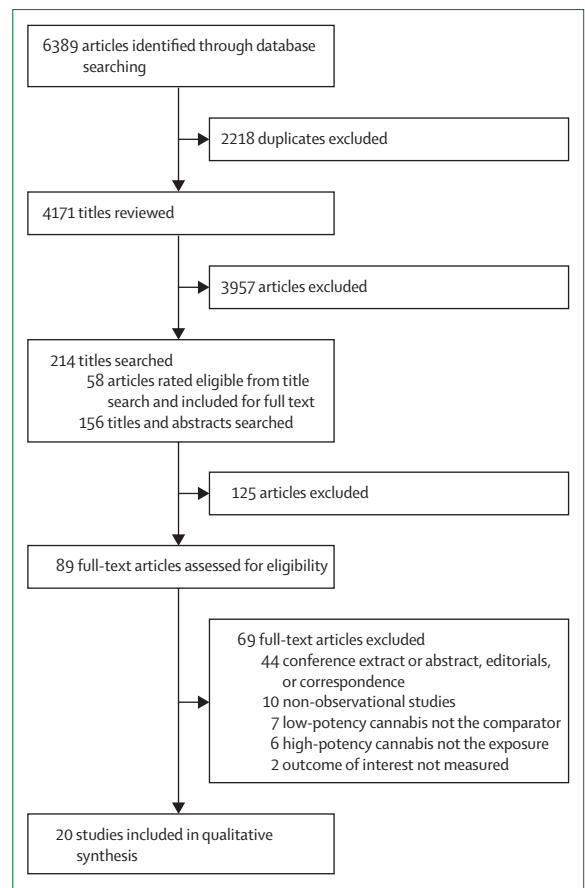 6389 articles identified through database
searching
2218 duplicates excluded
4171 titles reviewed
3957 articles excluded
214 titles searched
58 articles rated eligible from title
search and included for full text
156 titles and abstracts searched
125 articles excluded
89 full-text articles assessed for eligibility
69 full-text articles excluded
44 conference extract or abstract, editorials,
or correspondence
10 non-observational studies
7 low-potency cannabis not the comparator
6 high-potency cannabis not the exposure
2 outcome of interest not measured
20 studies included in qualitative
synthesis